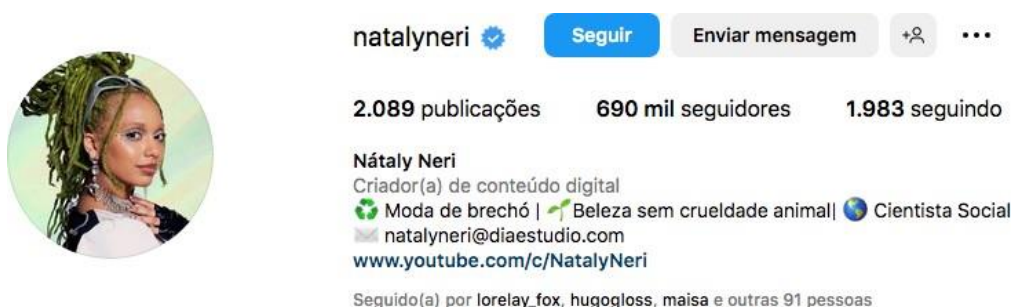 natalyneri Seguir Enviar mensagem
2.089 publicações 690 mil seguidores 1.983 seguindo
Nátaly Neri
Criador(a) de conteúdo digital
♻️ Moda de brechó | 🌱 Beleza sem crueldade animal| 🌎 Cientista Social
✉️ natalyneri@diaestudio.com
www.youtube.com/c/NatalyNeri
Seguido(a) por lorelay_fox, hugogloss, maisa e outras 91 pessoas